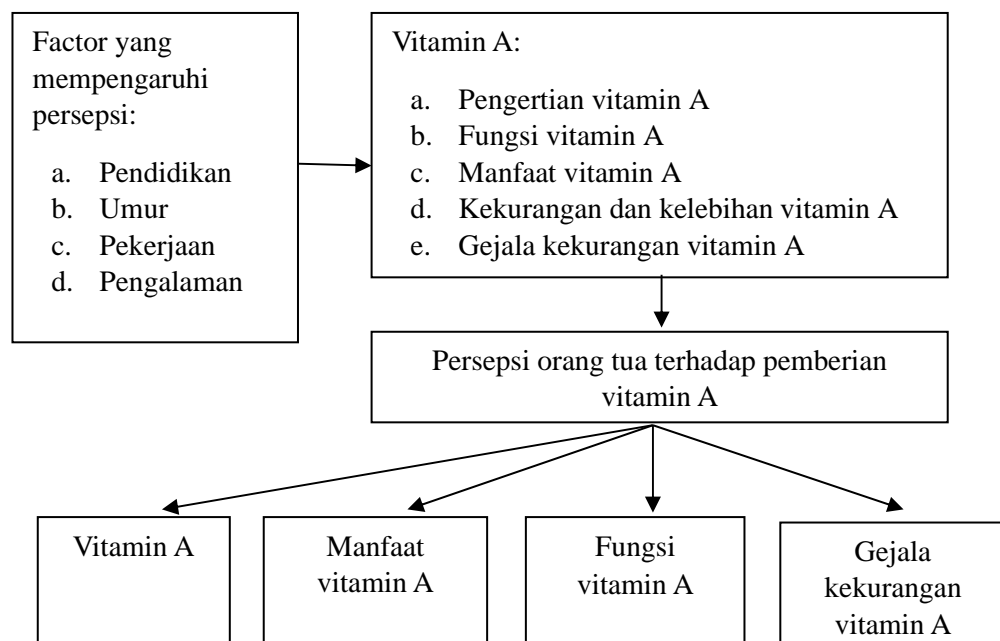 Factor yang
mempengaruhi
persepsi:
a. Pendidikan
b. Umur
c. Pekerjaan
d. Pengalaman
Vitamin A:
a. Pengertian vitamin A
b. Fungsi vitamin A
c. Manfaat vitamin A
d. Kekurangan dan kelebihan vitamin A
e. Gejala kekurangan vitamin A
Persepsi orang tua terhadap pemberian
vitamin A
Vitamin A
Manfaat
vitamin A
Fungsi
vitamin A
Gejala
kekurangan
vitamin A